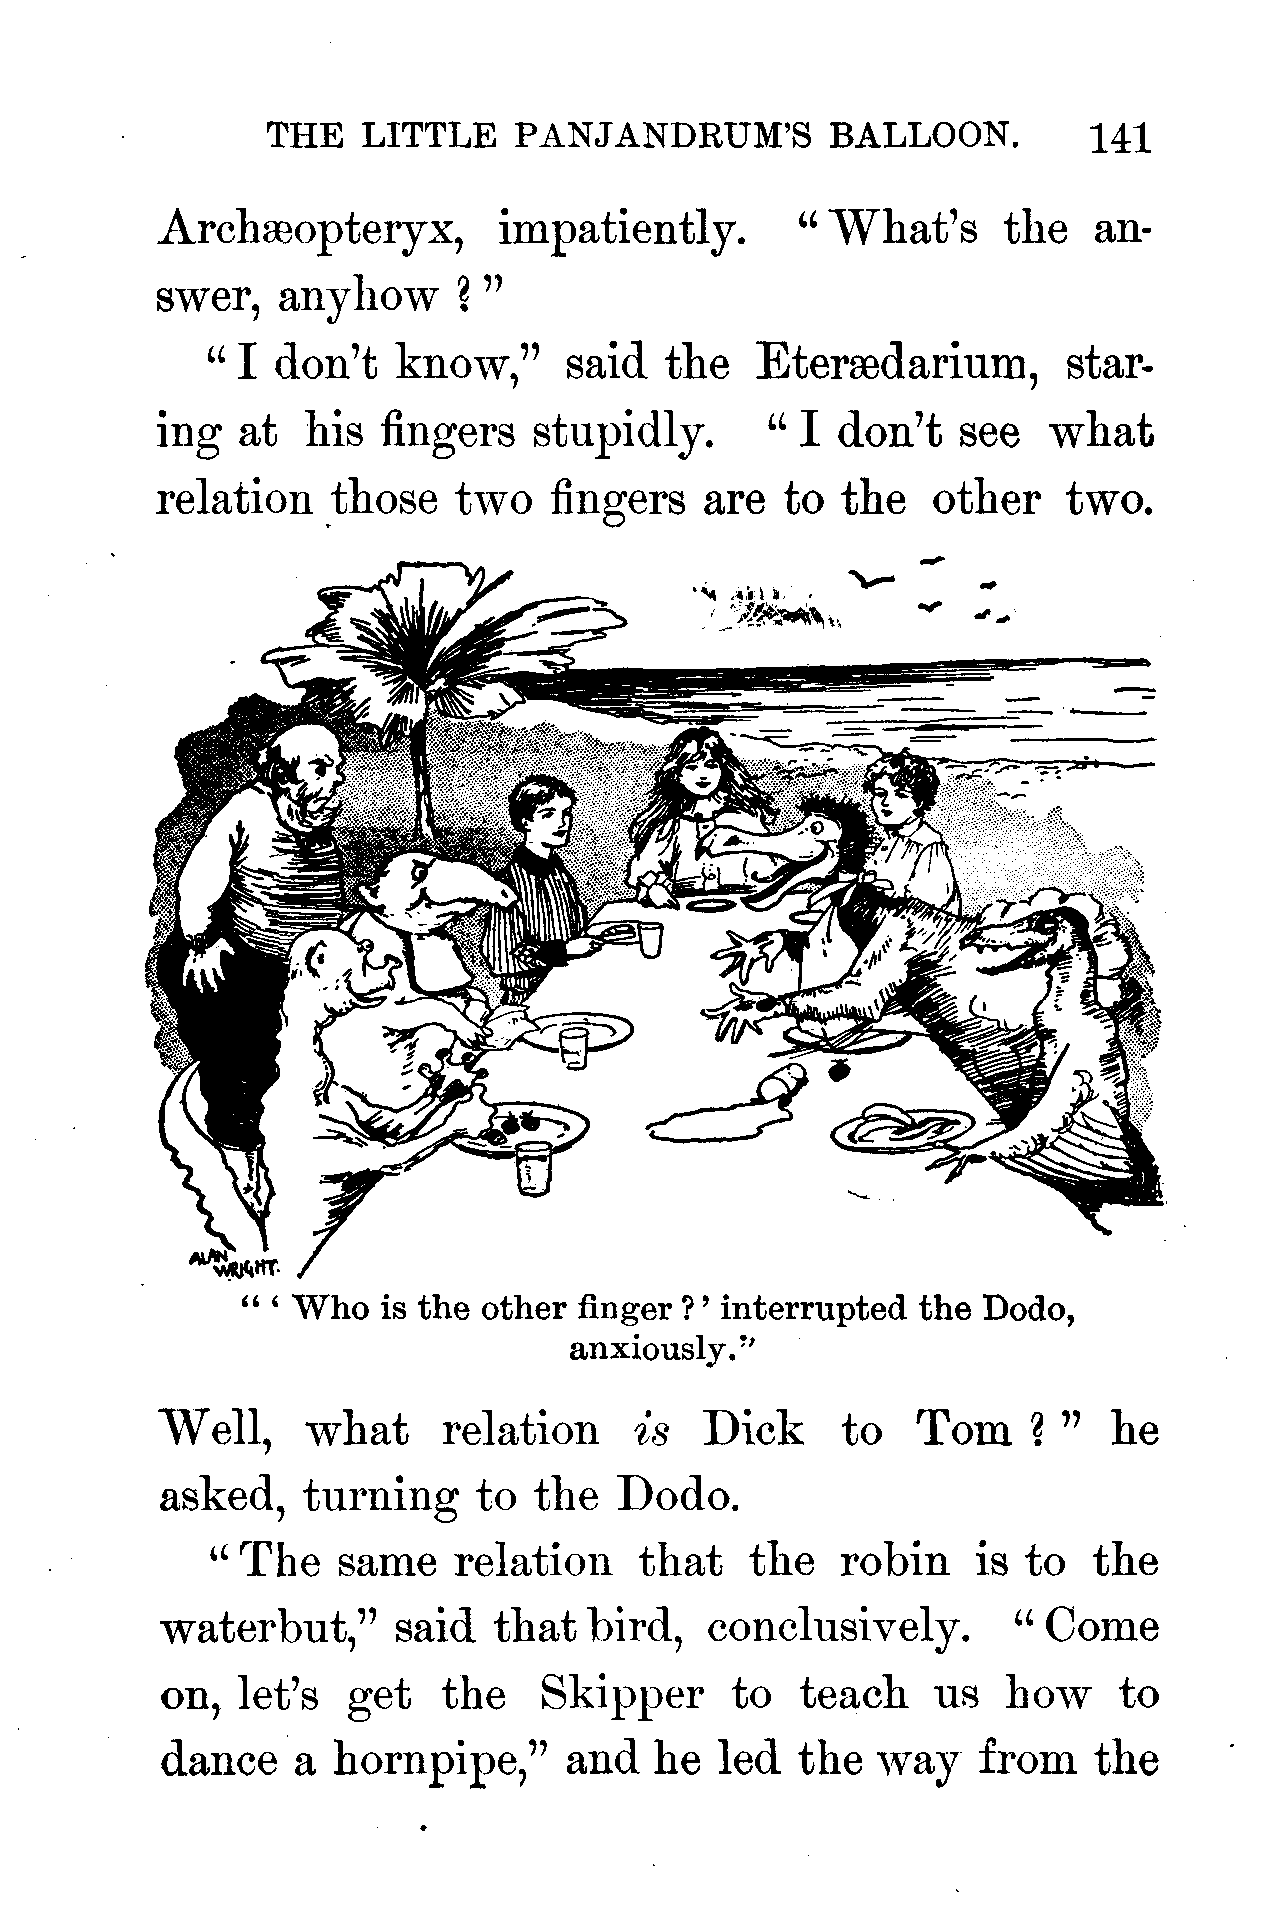 THE LITTLE PANJANDRUM'S BALLOON. 141
Archæopteryx, impatiently. “What's the an-
swer, anyhow?”
“I don't know,” said the Eteræedarium, star-
ing at his fingers stupidly. “I don't see what
relation those two fingers are to the other two.
ALAN
WRIGHT.
“‘Who is the other finger?’ interrupted the Dodo,
anxiously.”
Well, what relation is Dick to Tom?” he
asked, turning to the Dodo.
“The same relation that the robin is to the
waterbut,” said that bird, conclusively. “Come
on, let's get the Skipper to teach us how to
dance a hornpipe,” and he led the way from the